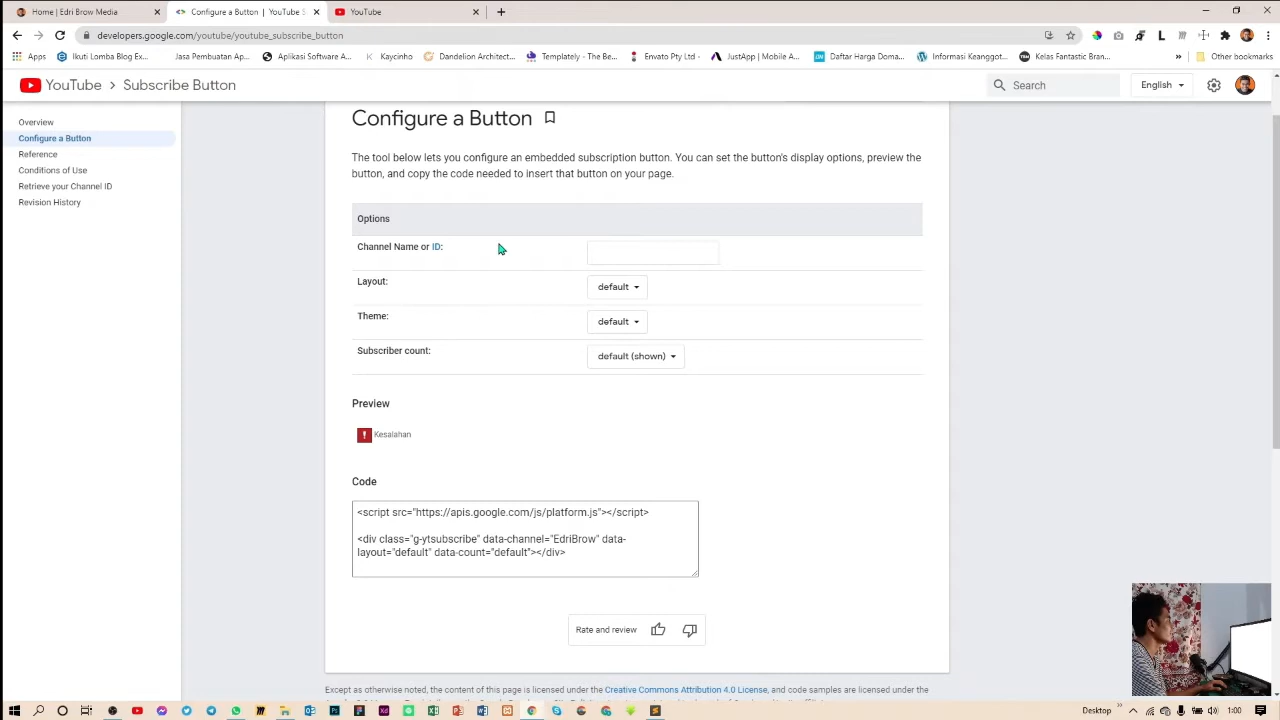 Home | Edri Brow Media
Configure a Button | YouTube S
YouTube
developers.google.com/youtube/youtube_subscribe_button
Apps
Ikuti Lomba Blog Ex...
Jasa Pembuatan Ap...
Aplikasi Software A...
Kaycinho
Dandelion Architect...
Templately - The Be...
Envato Pty Ltd -
JustApp | Mobile A...
Daftar Harga Doma...
Informasi Keanggot...
Kelas Fantastic Bran...
»
Other bookmarks
YouTube > Subscribe Button
Search
English
Overview
Configure a Button
Reference
Conditions of Use
Retrieve your Channel ID
Revision History
Configure a Button
The tool below lets you configure an embedded subscription button. You can set the button's display options, preview the
button, and copy the code needed to insert that button on your page.
Options
Channel Name or ID:
Layout:
default
Theme:
default
Subscriber count:
default (shown)
Preview
Kesalahan
Code
<script src="https://apis.google.com/js/platform.js"></script>
<div class="g-ytsubscribe" data-channel="EdriBrow" data-
layout="default" data-count="default"></div>
Rate and review
Except as otherwise noted, the content of this page is licensed under the Creative Commons Attribution 4.0 License, and code samples are licensed under the
Desktop
1:00